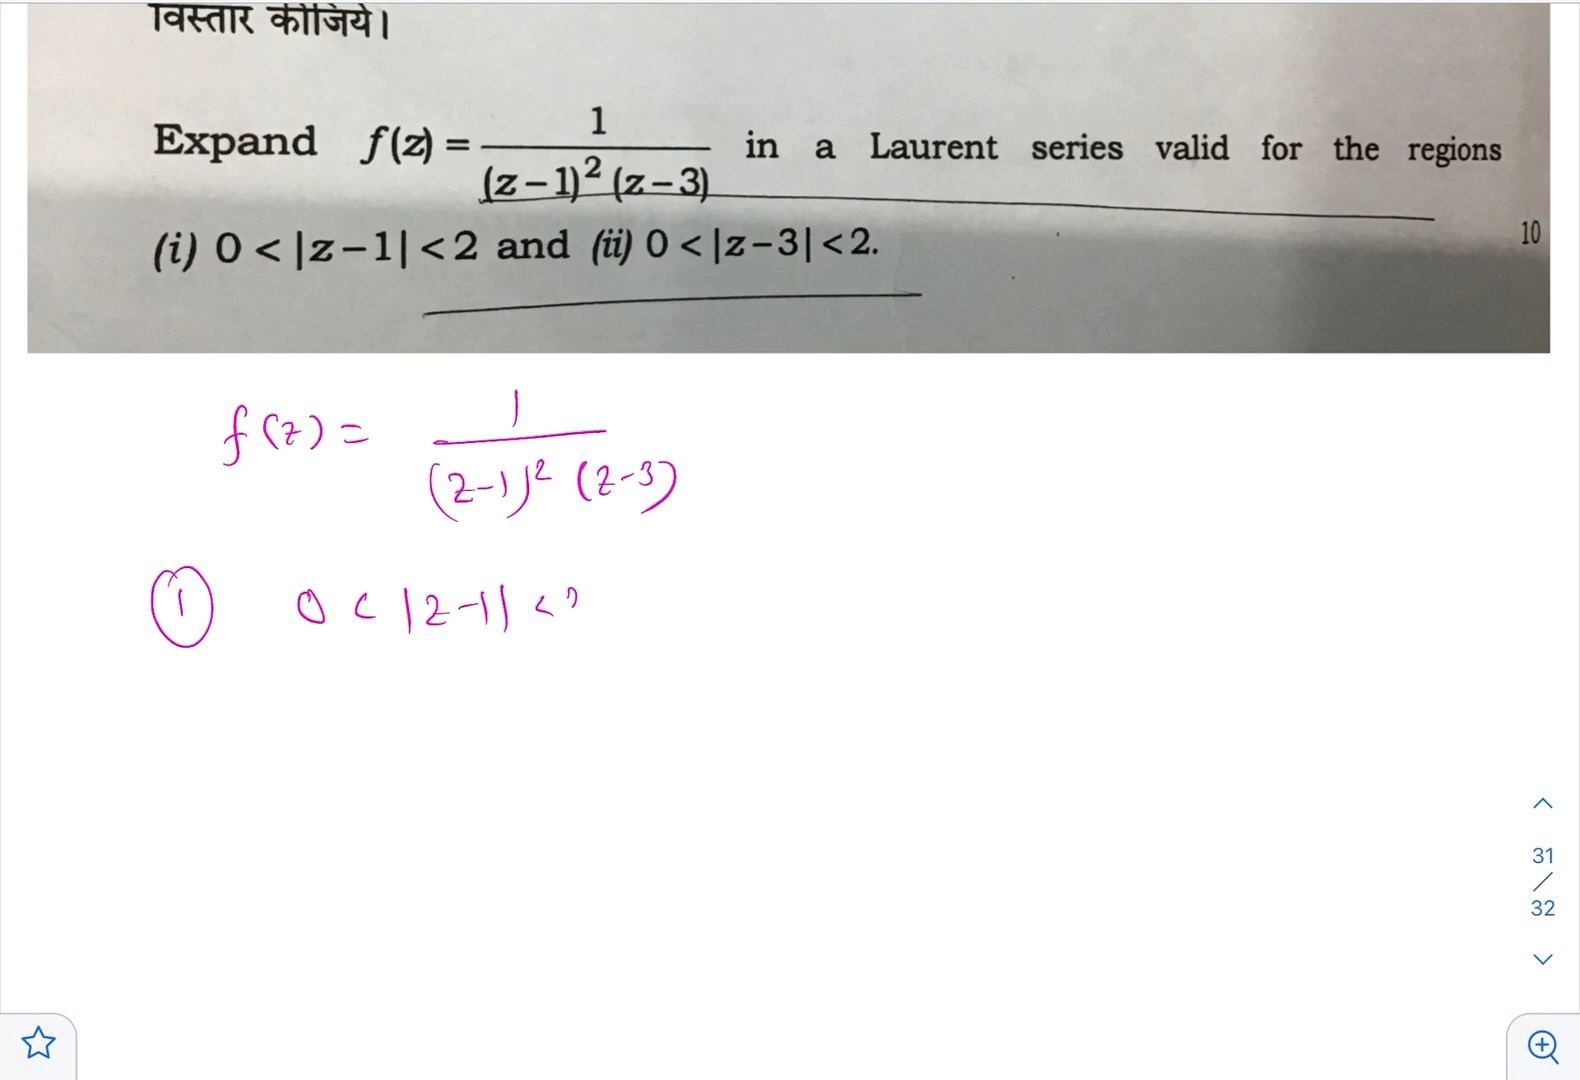 विस्तार कीजिये।
Expand f(z) = 1 / (z – 1)² (z – 3) in a Laurent series valid for the regions
(i) 0 < |z – 1| < 2 and (ii) 0 < |z – 3| < 2.
10
f(z) = 1 / (z-1)² (z-3)
(i) 0 < |z-1| < 2
31
/
32